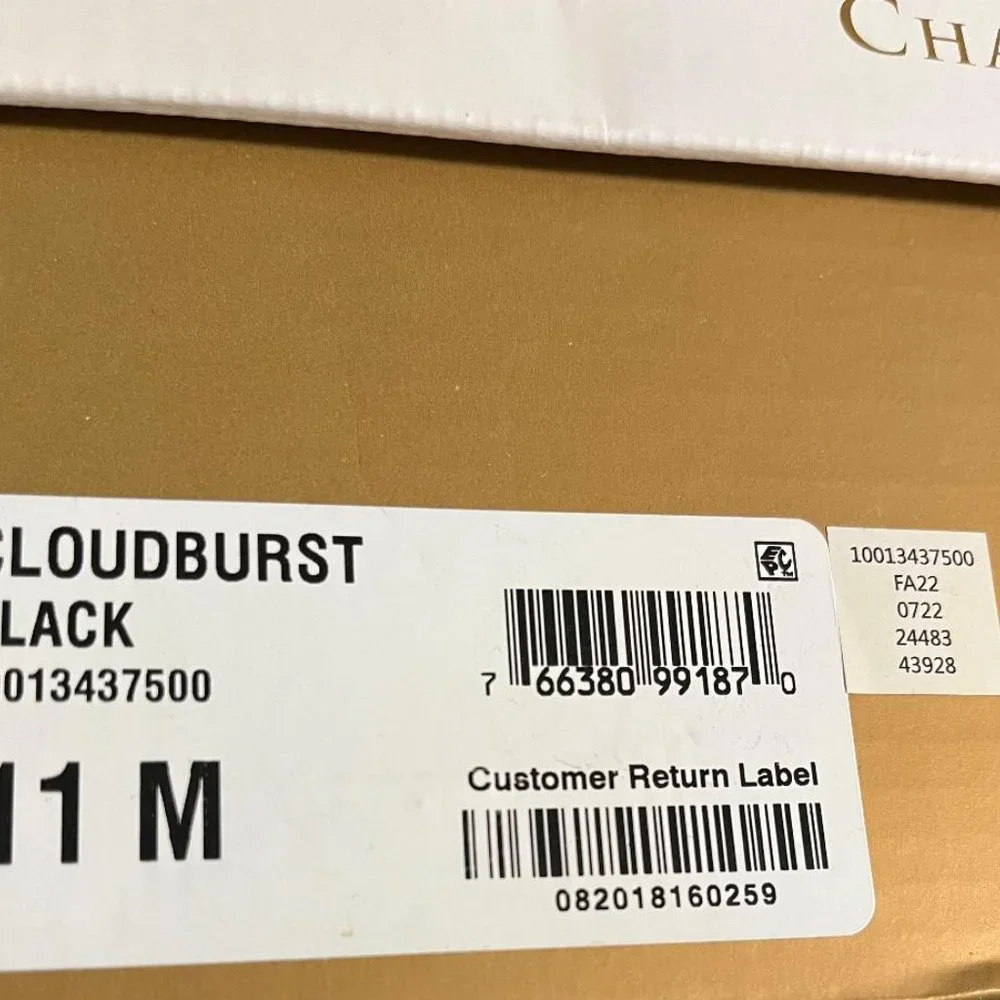 CHA
CLOUDBURST
LACK
013437500
11 M
7 66380 99187 0
Customer Return Label
082018160259
10013437500
FA22
0722
24483
43928